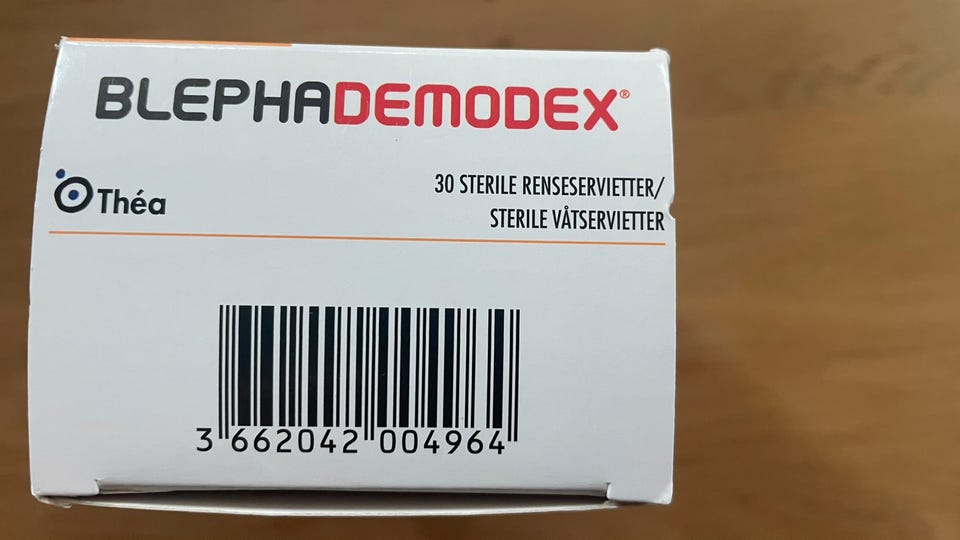 BLEPHADEMODEX®
Théa
30 STERILE RENSESERVIETTER/
STERILE VÅTSERVIETTER
3 662042 004964